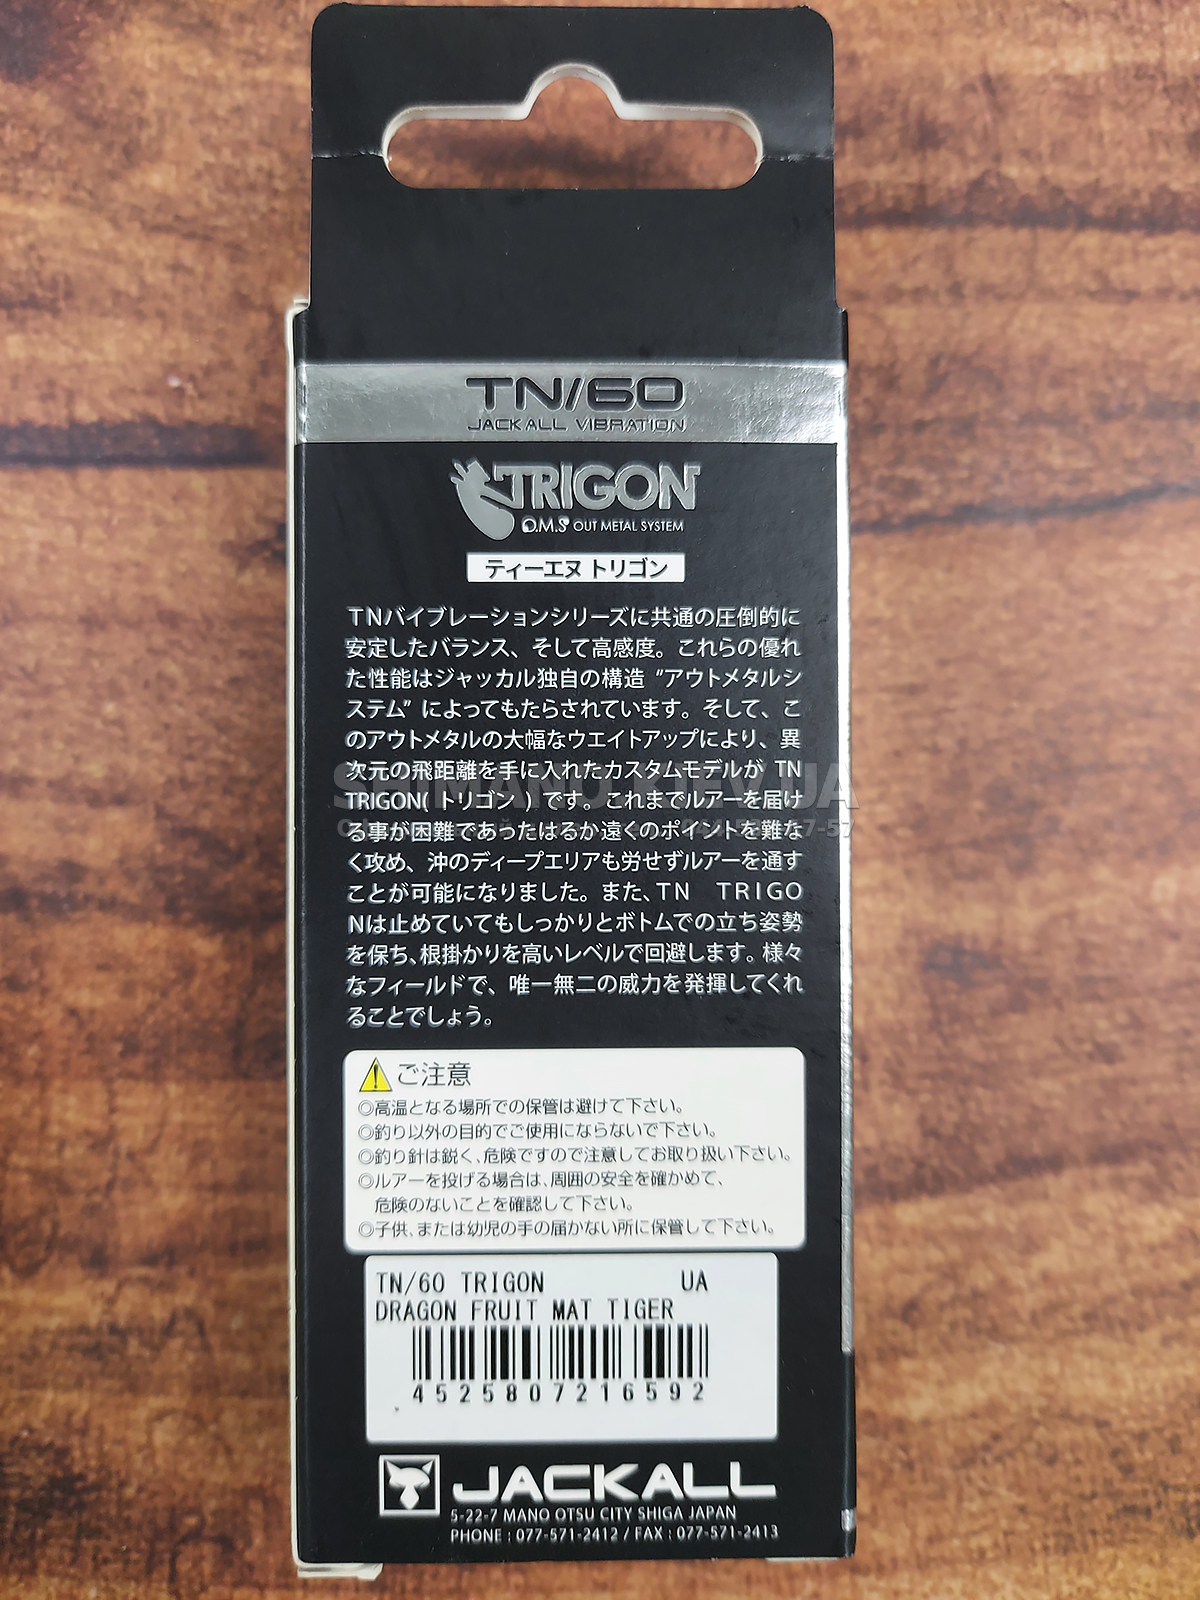 TN/60
JACKALL VIBRATION
TRIGON
O.M.S OUT METAL SYSTEM
ティーエヌ トリゴン
TNバイブレーションシリーズに共通の圧倒的に
安定したバランス、そして高感度。これらの優れ
た性能はジャッカル独自の構造 "アウトメタルシ
ステム" によってもたらされています。そして、こ
のアウトメタルの大幅なウエイトアップにより、異
次元の飛距離を手に入れたカスタムモデルが TN
TRIGON( トリゴン ) です。これまでルアーを届け
る事が困難であったはるか遠くのポイントを難な
く攻め、沖のディープエリアも労せずルアーを通す
ことが可能になりました。また、TN TRIGO
Nは止めていてもしっかりとボトムでの立ち姿勢
を保ち、根掛かりを高いレベルで回避します。様々
なフィールドで、唯一無二の威力を発揮してくれ
ることでしょう。
SHIMANO.KIEV.UA
ご注意
◎高温となる場所での保管は避けて下さい。
◎釣り以外の目的でご使用にならないで下さい。
◎釣り針は鋭く、危険ですので注意してお取り扱い下さい。
◎ルアーを投げる場合は、周囲の安全を確かめて、
危険のないことを確認して下さい。
◎子供、または幼児の手の届かない所に保管して下さい。
TN/60 TRIGON UA
DRAGON FRUIT MAT TIGER
4525807216592
JACKALL
5-22-7 MANO OTSU CITY SHIGA JAPAN
PHONE : 077-571-2412 / FAX : 077-571-2413